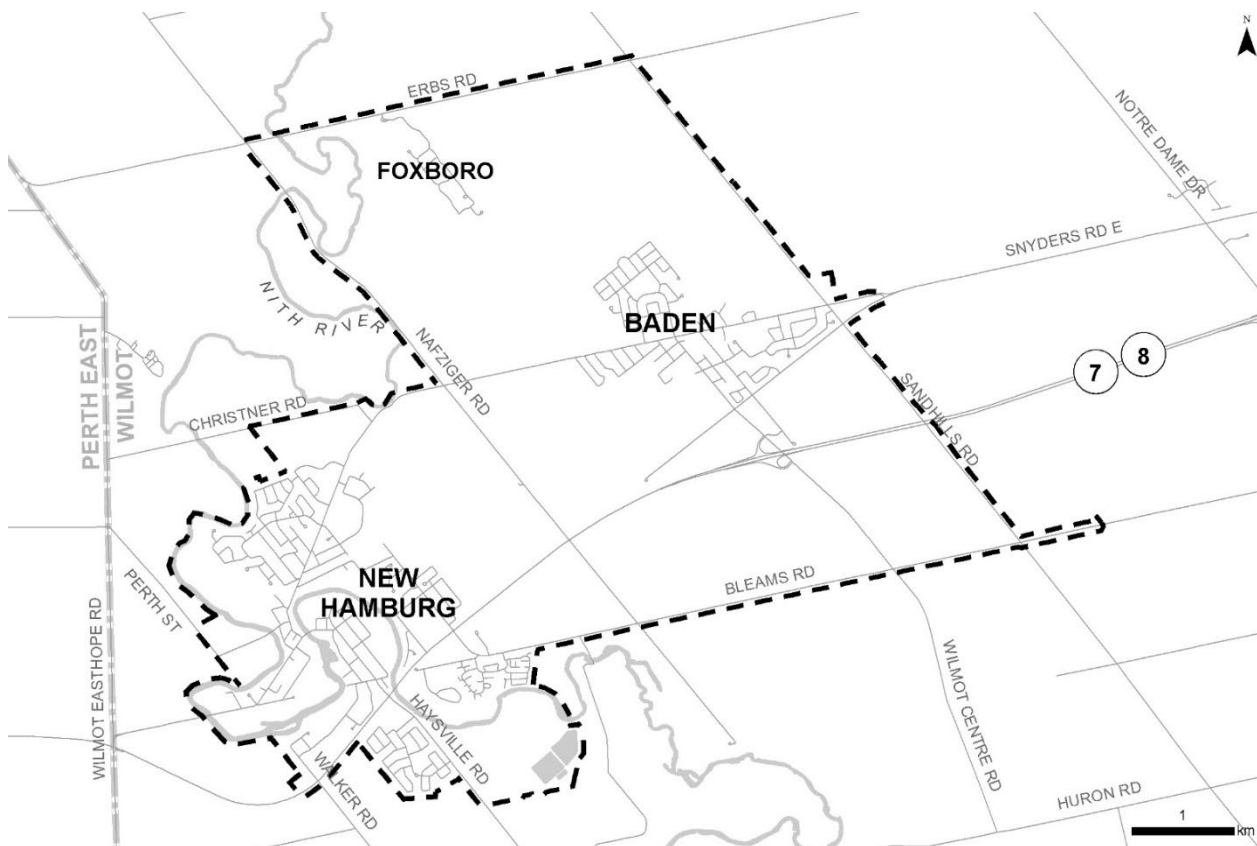 N
ERBS RD
NOTRE DAME DR
FOXBORO
SNYDERS RD E
NITH RIVER
BADEN
NAFZIGER RD
7
8
PERTH EAST
WILMOT
CHRISTNER RD
SANDHILLS RD
NEW
HAMBURG
BLEAMS RD
PERTH ST
WILMOT EASTHOPE RD
WILMOT CENTRE RD
HAYSVILLE RD
WALKER RD
HURON RD
1
km